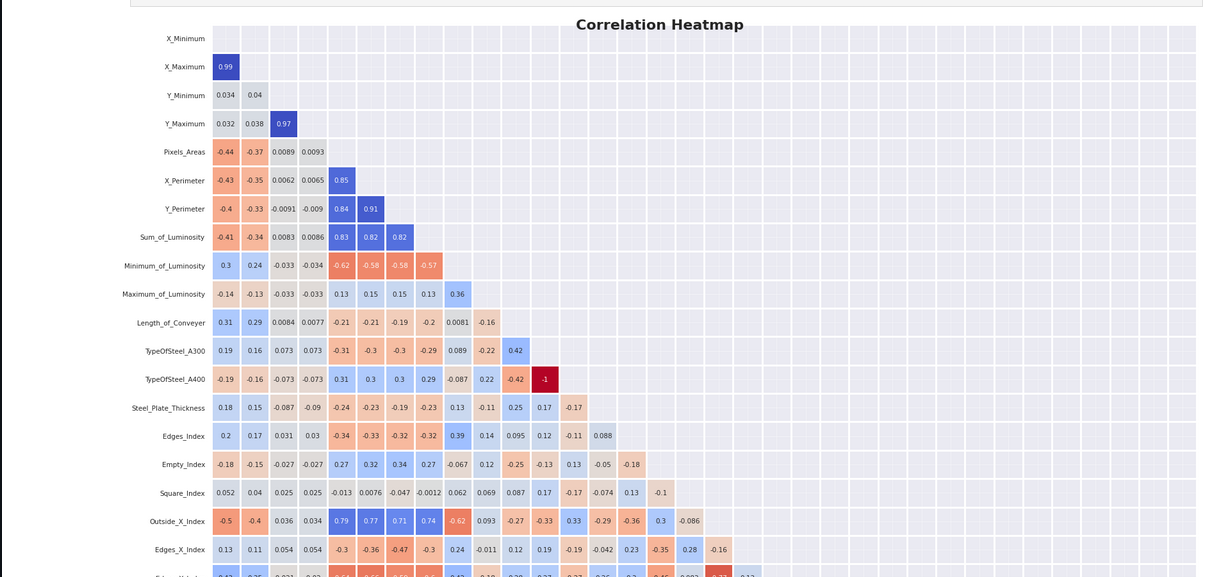 Correlation Heatmap
X_Minimum
X_Maximum 0.99
Y_Minimum 0.034 0.04
Y_Maximum 0.032 0.038 0.97
Pixels_Areas -0.44 -0.37 0.0089 0.0093
X_Perimeter -0.43 -0.35 0.0062 0.0065 0.85
Y_Perimeter -0.4 -0.33 -0.0091 -0.009 0.84 0.91
Sum_of_Luminosity -0.41 -0.34 0.0083 0.0086 0.83 0.82 0.82
Minimum_of_Luminosity 0.3 0.24 -0.033 -0.034 -0.62 -0.58 -0.58 -0.57
Maximum_of_Luminosity -0.14 -0.13 -0.033 -0.033 0.13 0.15 0.15 0.13 0.36
Length_of_Conveyer 0.31 0.29 0.0084 0.0077 -0.21 -0.21 -0.19 -0.2 0.0081 -0.16
TypeOfSteel_A300 0.19 0.16 0.073 0.073 -0.31 -0.3 -0.3 -0.29 0.089 -0.22 0.42
TypeOfSteel_A400 -0.19 -0.16 -0.073 -0.073 0.31 0.3 0.3 0.29 -0.087 0.22 -0.42 -1
Steel_Plate_Thickness 0.18 0.15 -0.087 -0.09 -0.24 -0.23 -0.19 -0.23 0.13 -0.11 0.25 0.17 -0.17
Edges_Index 0.2 0.17 0.031 0.03 -0.34 -0.33 -0.32 -0.32 0.39 0.14 0.095 0.12 -0.11 0.088
Empty_Index -0.18 -0.15 -0.027 -0.027 0.27 0.32 0.34 0.27 -0.067 0.12 -0.25 -0.13 0.13 -0.05 -0.18
Square_Index 0.052 0.04 0.025 0.025 -0.013 0.0076 -0.047 -0.0012 0.062 0.069 0.087 0.17 -0.17 -0.074 0.13 -0.1
Outside_X_Index -0.5 -0.4 0.036 0.034 0.79 0.77 0.71 0.74 -0.62 0.093 -0.27 -0.33 0.33 -0.29 -0.36 0.3 -0.086
Edges_X_Index 0.13 0.11 0.054 0.054 -0.3 -0.36 -0.47 -0.3 0.24 -0.011 0.12 0.19 -0.19 -0.042 0.23 -0.35 0.28 -0.16